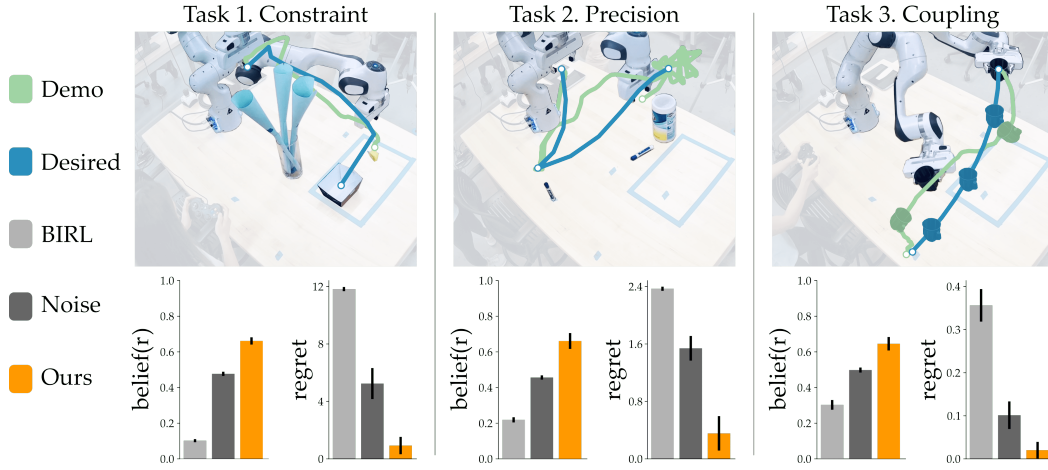 Task 1. Constraint
Task 2. Precision
Task 3. Coupling
Demo
Desired
BIRL
Noise
Ours
belief(r)
1.0
0.8
0.6
0.4
0.2
0.0
regret
12
8
4
0
belief(r)
1.0
0.8
0.6
0.4
0.2
0.0
regret
2.4
1.6
0.8
0.0
belief(r)
1.0
0.8
0.6
0.4
0.2
0.0
regret
0.4
0.3
0.2
0.1
0.0